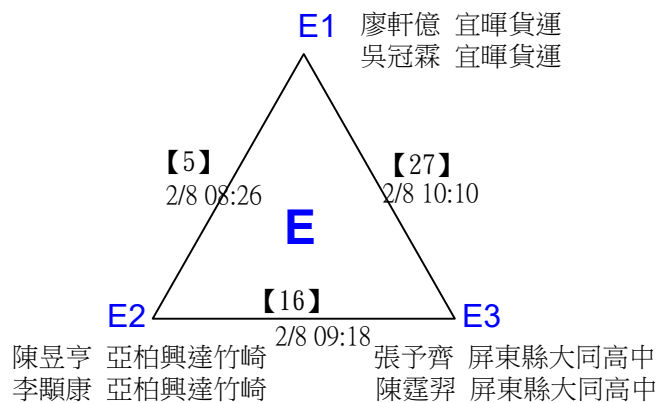 E1 廖軒億 宜暉貨運
吳冠霖 宜暉貨運
【5】
2/8 08:26
【27】
2/8 10:10
E
【16】
E2
E3
2/8 09:18
陳昱亨 亞柏興達竹崎
李顯康 亞柏興達竹崎
張予齊 屏東縣大同高中
陳霆羿 屏東縣大同高中